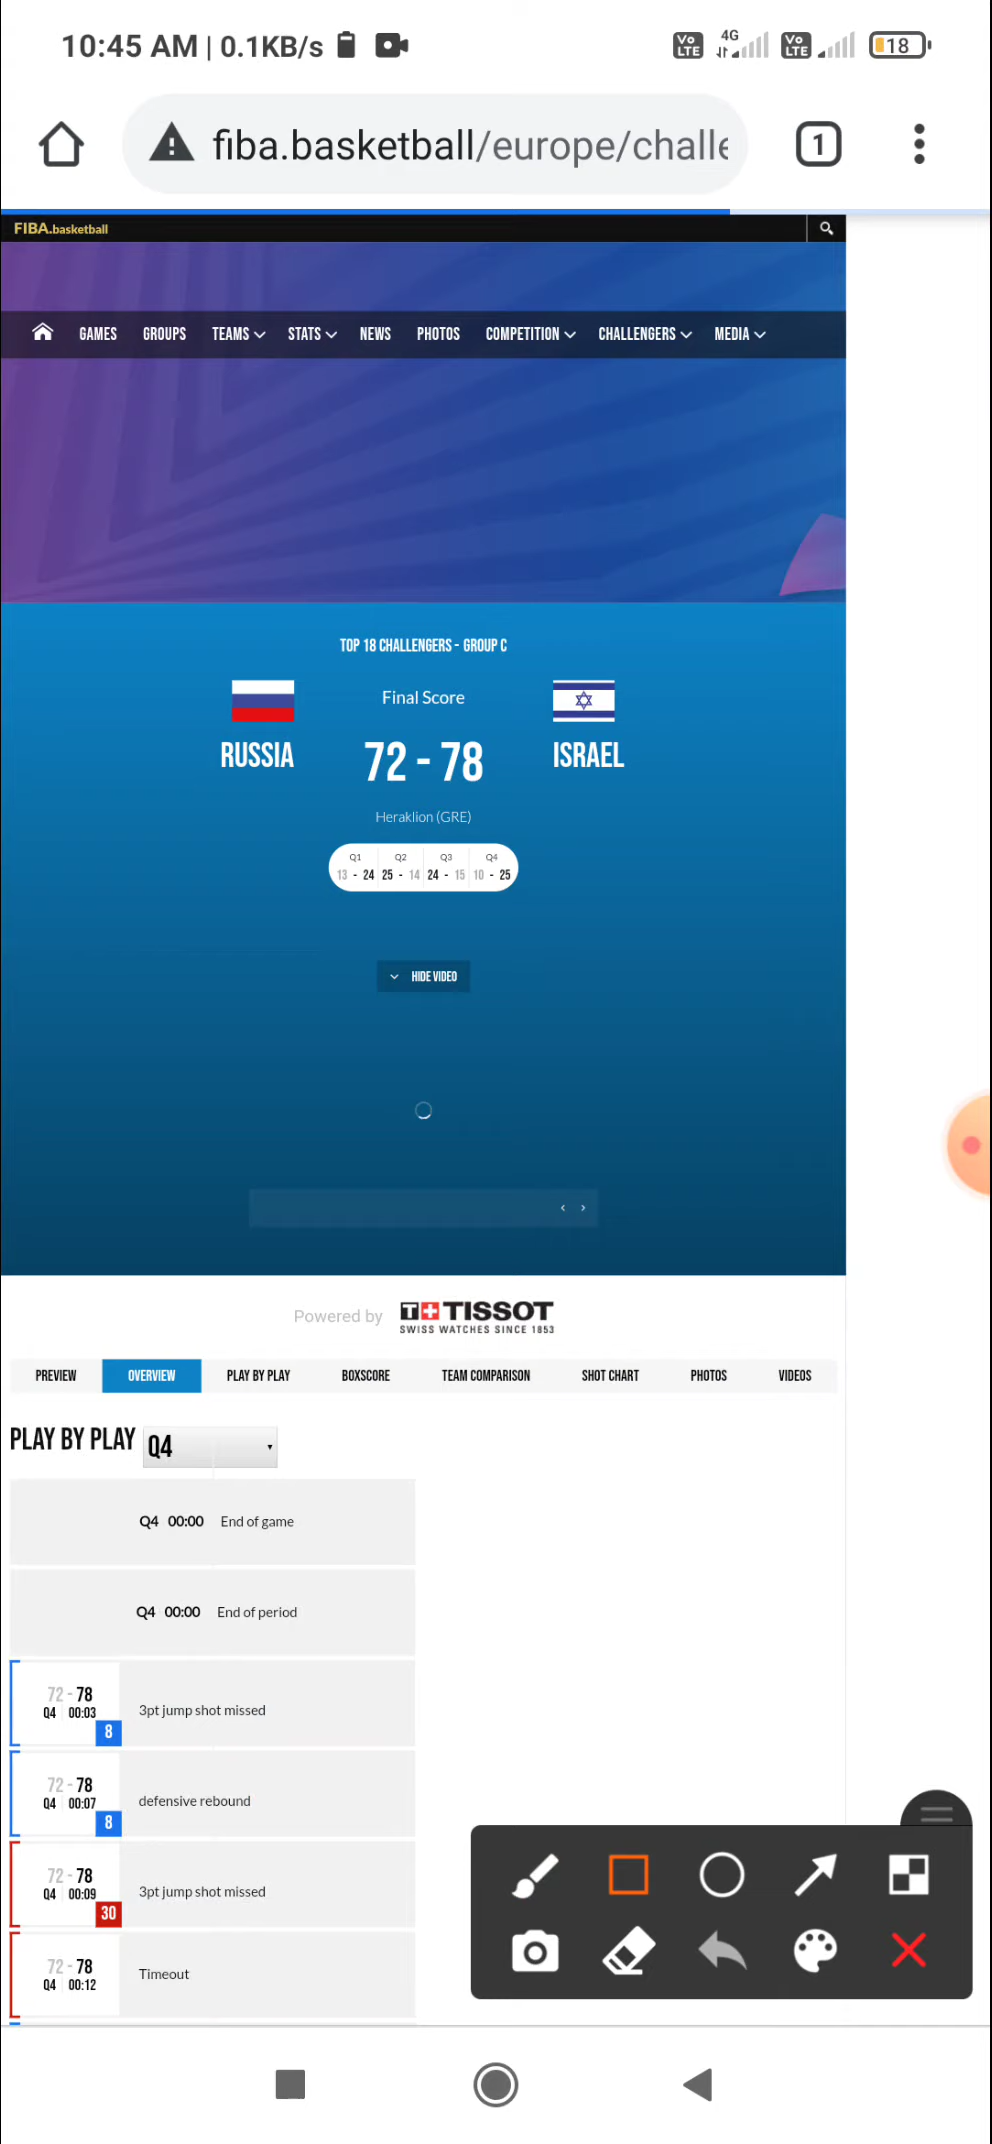 10:45 AM | 0.1KB/s Vo LTE 4G Vo LTE 18
fiba.basketball/europe/challe 1
FIBA.basketball
GAMES GROUPS TEAMS STATS NEWS PHOTOS COMPETITION CHALLENGERS MEDIA
TOP 18 CHALLENGERS - GROUP C
Final Score
RUSSIA 72 - 78 ISRAEL
Heraklion (GRE)
Q1 Q2 Q3 Q4
13 - 24 25 - 14 24 - 15 10 - 25
HIDE VIDEO
Powered by T+ TISSOT
SWISS WATCHES SINCE 1853
PREVIEW OVERVIEW PLAY BY PLAY BOXSCORE TEAM COMPARISON SHOT CHART PHOTOS VIDEOS
PLAY BY PLAY Q4
Q4 00:00 End of game
Q4 00:00 End of period
72 - 78
Q4 00:03 3pt jump shot missed
8
72 - 78
Q4 00:07 defensive rebound
8
72 - 78
Q4 00:09 3pt jump shot missed
30
72 - 78
Q4 00:12 Timeout